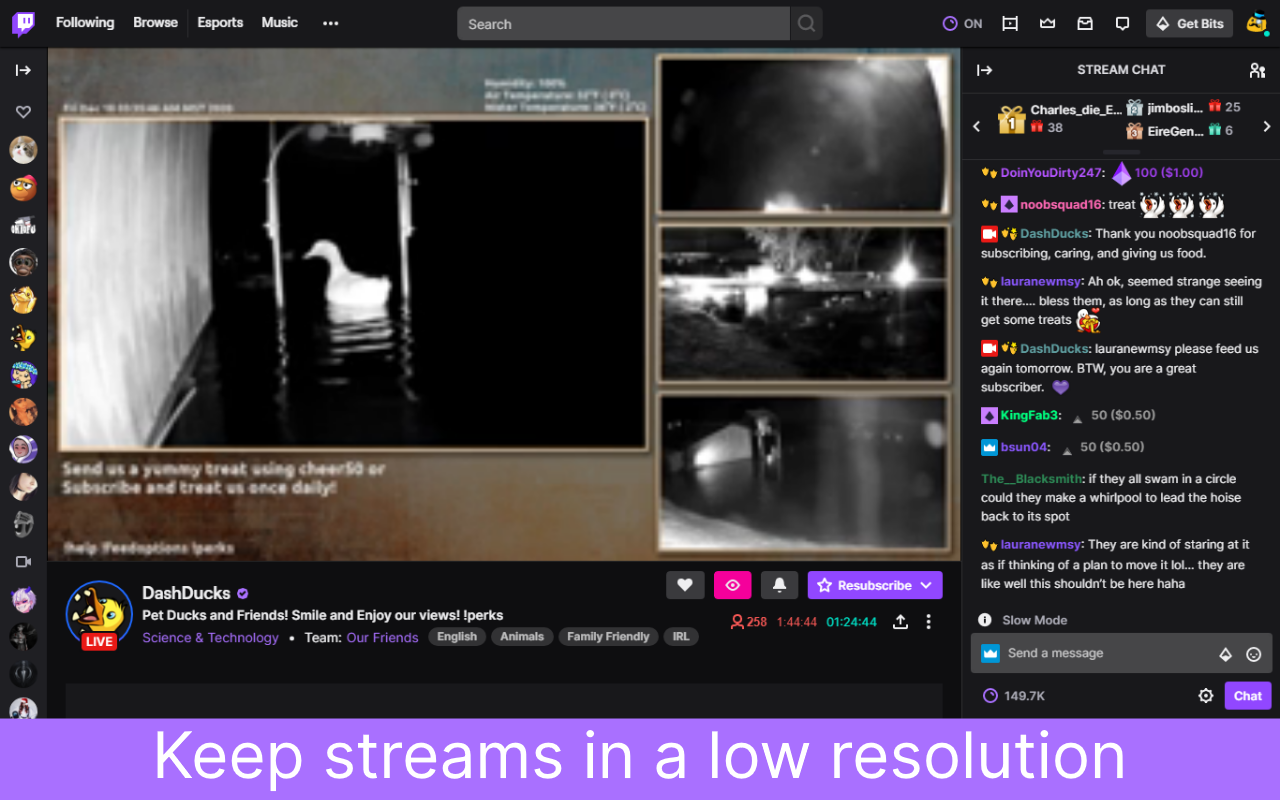 Following
Browse
Esports
Music
Search
ON
Get Bits
STREAM CHAT
Charles_die_E...
38
jimbosli... 25
EireGen... 6
1
Humidity: 100%
DoinYouDirty247: 100 ($1.00)
noobsquad16: treat
DashDucks: Thank you noobsquad16 for
subscribing, caring, and giving us food.
lauranewmsy: Ah ok, seemed strange seeing
it there.... bless them, as long as they can still
get some treats
DashDucks: lauranewmsy please feed us
again tomorrow. BTW, you are a great
subscriber.
KingFab3: 50 ($0.50)
bsun04: 50 ($0.50)
The__Blacksmith: if they all swam in a circle
could they make a whirlpool to lead the hoise
back to its spot
lauranewmsy: They are kind of staring at it
as if thinking of a plan to move it lol... they are
like well this shouldn't be here haha
Slow Mode
Send a message
149.7K
Chat
Send us a yummy treat using cheer50 or
Subscribe and treat us once daily!
!help !feedoptions !perks
LIVE
DashDucks
Pet Ducks and Friends! Smile and Enjoy our views! !perks
Science & Technology • Team: Our Friends English Animals Family Friendly IRL
Resubscribe
258 1:44:44 01:24:44
Keep streams in a low resolution